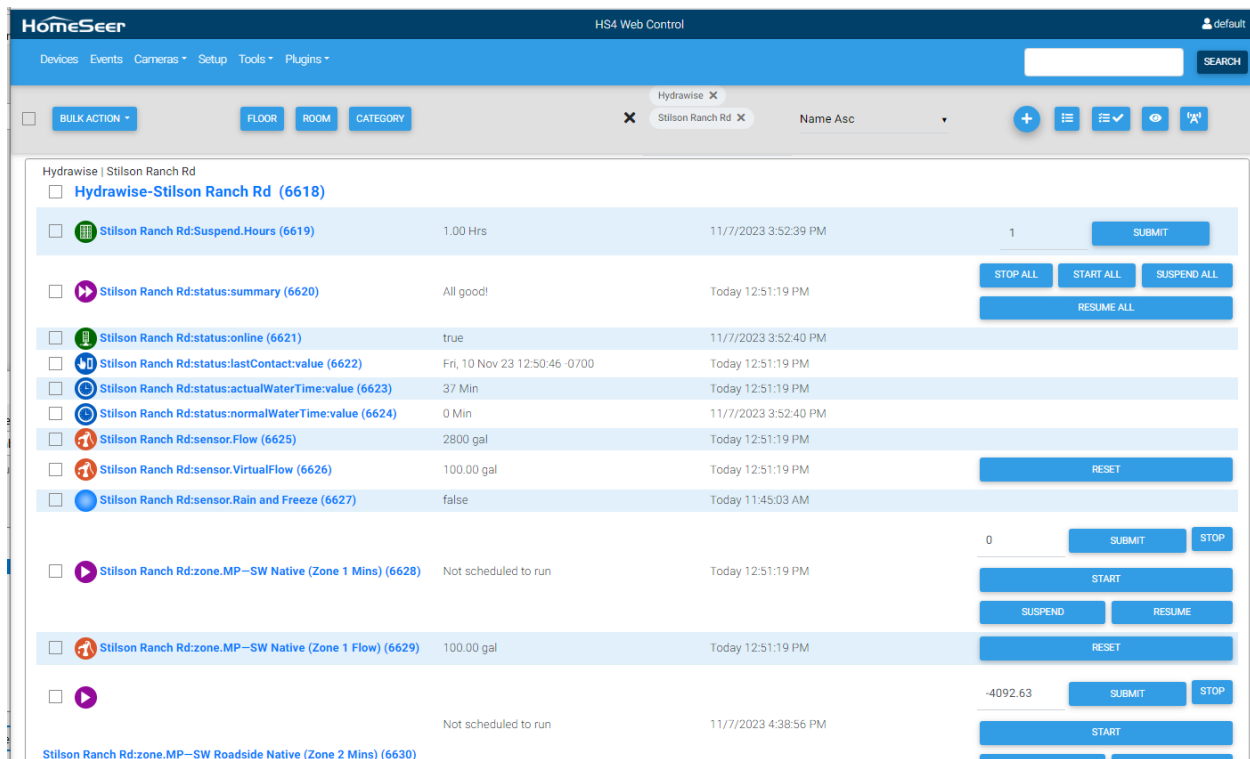 HomeSeer HS4 Web Control default
Devices Events Cameras Setup Tools Plugins SEARCH
Hydrawise ✕
BULK ACTION FLOOR ROOM CATEGORY ✕ Stilson Ranch Rd ✕ Name Asc
Hydrawise | Stilson Ranch Rd
Hydrawise-Stilson Ranch Rd (6618)
Stilson Ranch Rd:Suspend.Hours (6619) 1.00 Hrs 11/7/2023 3:52:39 PM 1 SUBMIT
STOP ALL START ALL SUSPEND ALL
Stilson Ranch Rd:status:summary (6620) All good! Today 12:51:19 PM
RESUME ALL
Stilson Ranch Rd:status:online (6621) true 11/7/2023 3:52:40 PM
Stilson Ranch Rd:status:lastContact:value (6622) Fri, 10 Nov 23 12:50:46 -0700 Today 12:51:19 PM
Stilson Ranch Rd:status:actualWaterTime:value (6623) 37 Min Today 12:51:19 PM
Stilson Ranch Rd:status:normalWaterTime:value (6624) 0 Min 11/7/2023 3:52:40 PM
Stilson Ranch Rd:sensor.Flow (6625) 2800 gal Today 12:51:19 PM
Stilson Ranch Rd:sensor.VirtualFlow (6626) 100.00 gal Today 12:51:19 PM RESET
Stilson Ranch Rd:sensor.Rain and Freeze (6627) false Today 11:45:03 AM
0 SUBMIT STOP
Stilson Ranch Rd:zone.MP—SW Native (Zone 1 Mins) (6628) Not scheduled to run Today 12:51:19 PM START
SUSPEND RESUME
Stilson Ranch Rd:zone.MP—SW Native (Zone 1 Flow) (6629) 100.00 gal Today 12:51:19 PM RESET
-4092.63 SUBMIT STOP
Not scheduled to run 11/7/2023 4:38:56 PM START
Stilson Ranch Rd:zone.MP—SW Roadside Native (Zone 2 Mins) (6630)